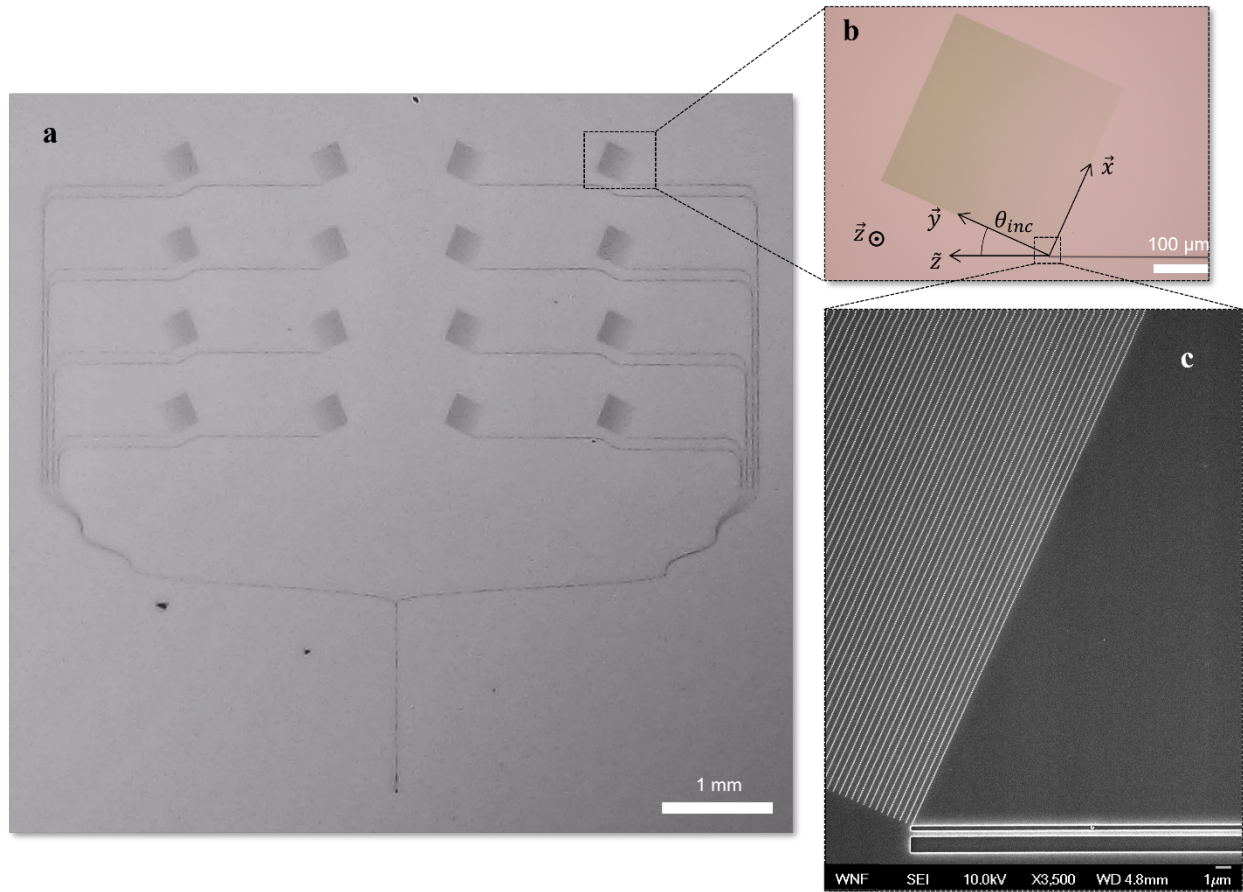 a
1 mm
b
x⃗
y⃗
θinc
z⃗
z̃
100 μm
c
WNF SEI 10.0kV X3,500 WD 4.8mm 1μm